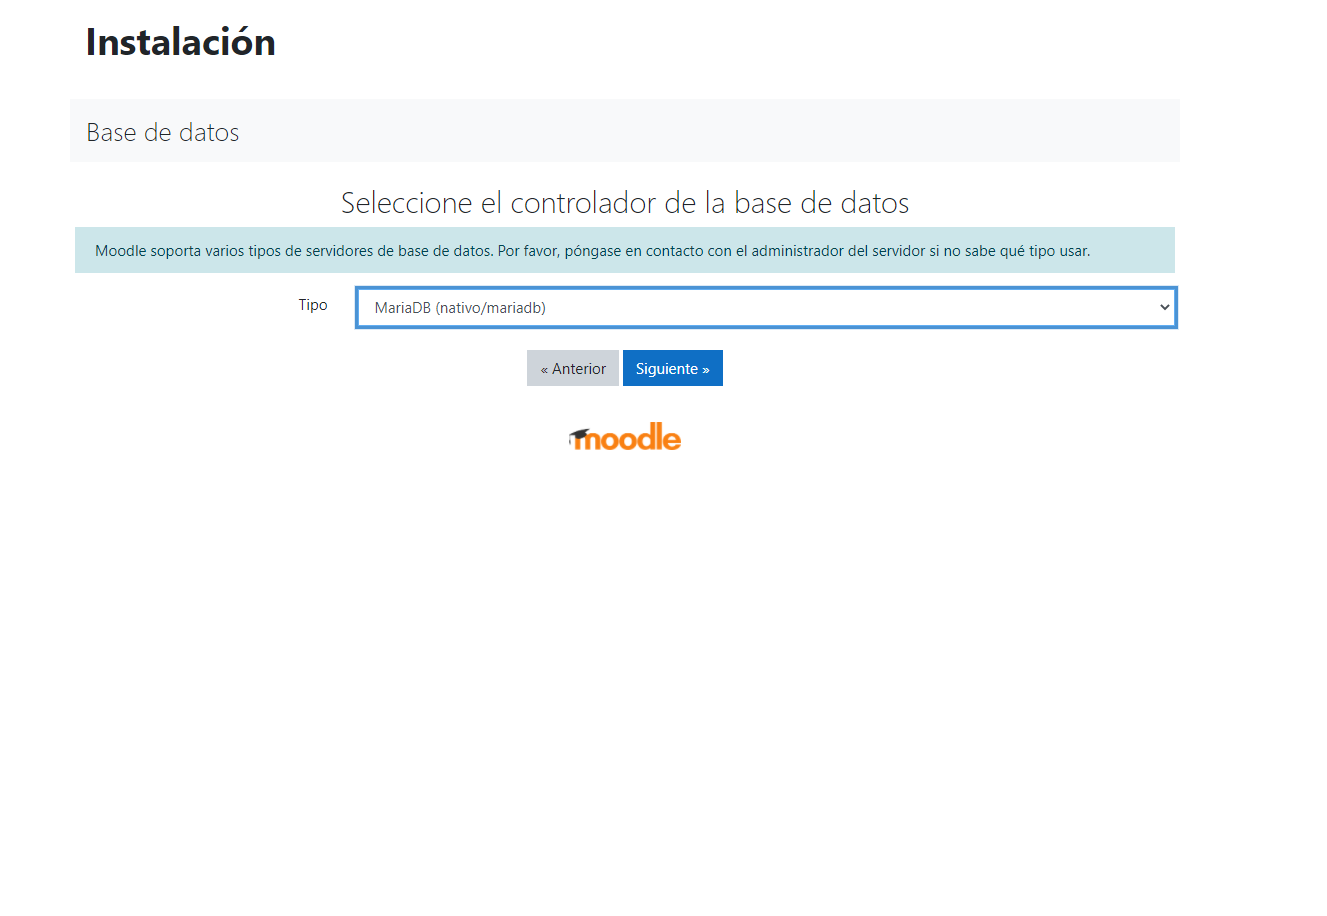 Instalación
Base de datos
Seleccione el controlador de la base de datos
Moodle soporta varios tipos de servidores de base de datos. Por favor, póngase en contacto con el administrador del servidor si no sabe qué tipo usar.
Tipo
MariaDB (nativo/mariadb)
« Anterior
Siguiente »
moodle